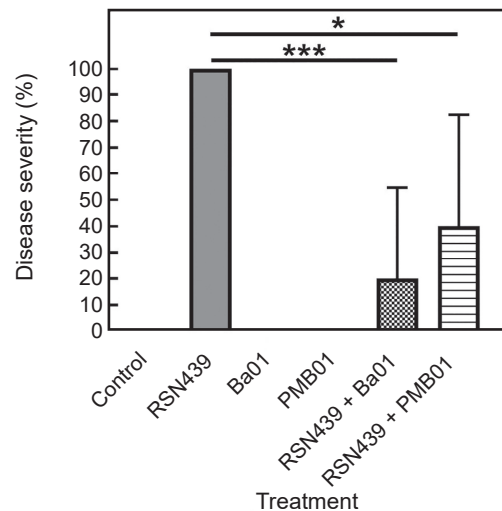 *
***
Disease severity (%)
100
90
80
70
60
50
40
30
20
10
0
Control
RSN439
Ba01
PMB01
RSN439 + Ba01
RSN439 + PMB01
Treatment